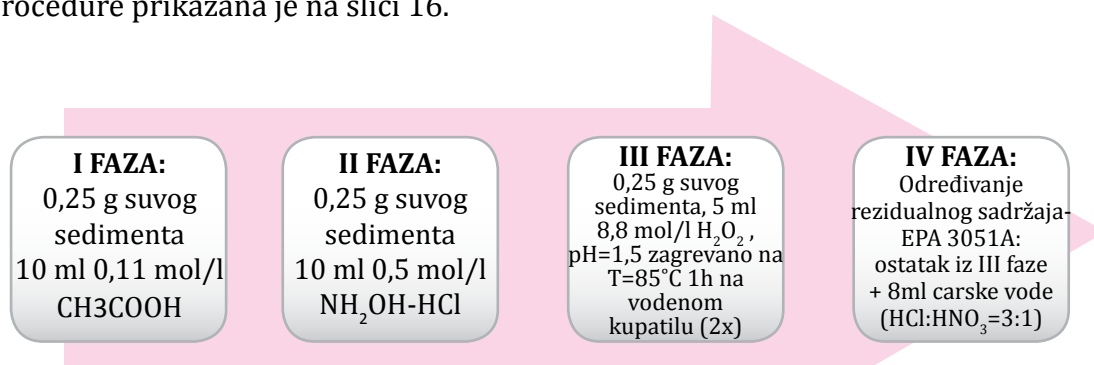 rocedure prikazana je na slici 16.
I FAZA:
0,25 g suvog
sedimenta
10 ml 0,11 mol/l
CH3COOH
II FAZA:
0,25 g suvog
sedimenta
10 ml 0,5 mol/l
NH₂OH-HCl
III FAZA:
0,25 g suvog
sedimenta, 5 ml
8,8 mol/l H₂O₂ ,
pH=1,5 zagrevano na
T=85°C 1h na
vodenom
kupatilu (2x)
IV FAZA:
Određivanje
rezidualnog sadržaja-
EPA 3051A:
ostatak iz III faze
+ 8ml carske vode
(HCl:HNO₃=3:1)